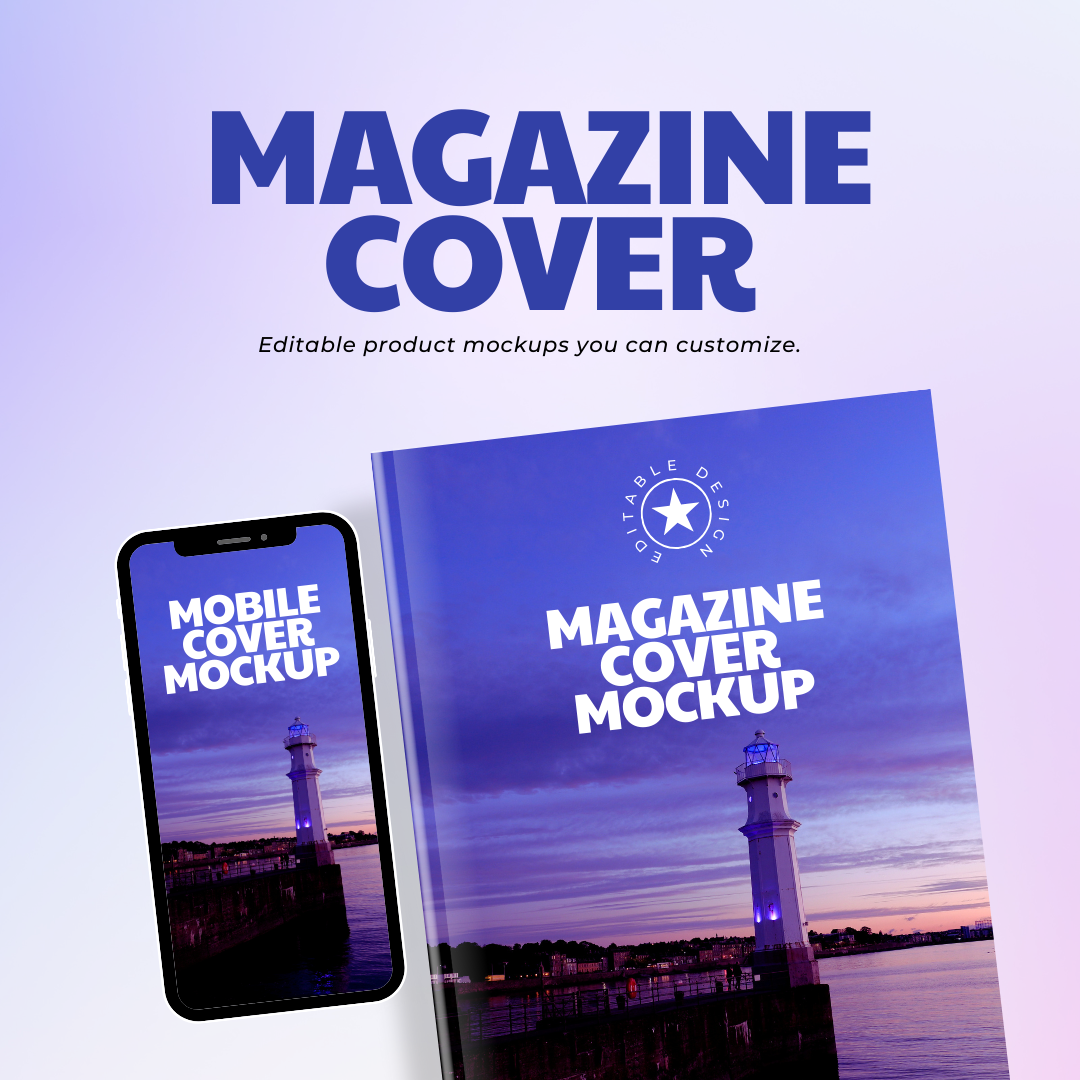 MAGAZINE
COVER
Editable product mockups you can customize.
EDITABLE DESIGN
MAGAZINE
COVER
MOCKUP
MOBILE
COVER
MOCKUP